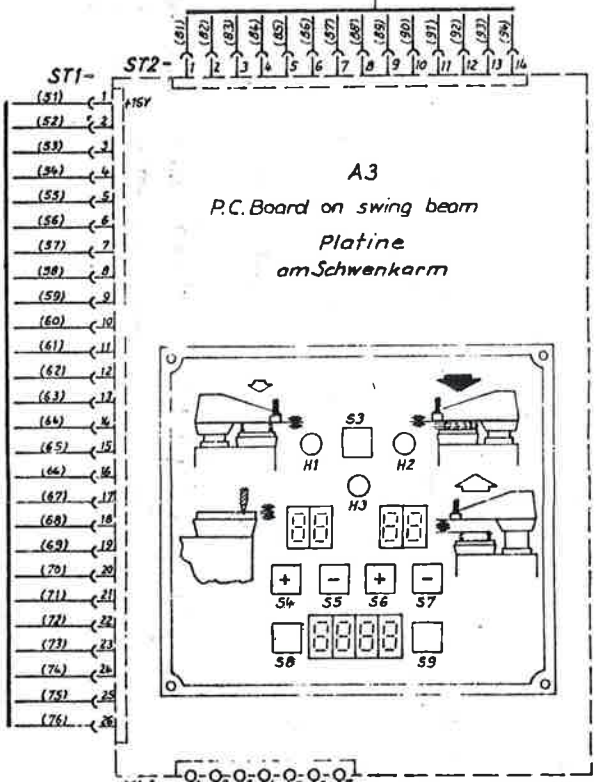 (81) (82) (83) (84) (85) (86) (87) (88) (89) (90) (91) (92) (93) (94)
ST2- 1 2 3 4 5 6 7 8 9 10 11 12 13 14
ST1-
(51) 1 +15V
(52) 2
(53) 3
(54) 4
(55) 5
(56) 6
(57) 7
(58) 8
(59) 9
(60) 10
(61) 11
(62) 12
(63) 13
(64) 14
(65) 15
(66) 16
(67) 17
(68) 18
(69) 19
(70) 20
(71) 21
(72) 22
(73) 23
(74) 24
(75) 25
(76) 26
A3
P.C. Board on swing beam
Platine
am Schwenkarm
S3
H1 H2
H3
88 88
+ - + -
S4 S5 S6 S7
8888
S8 S9